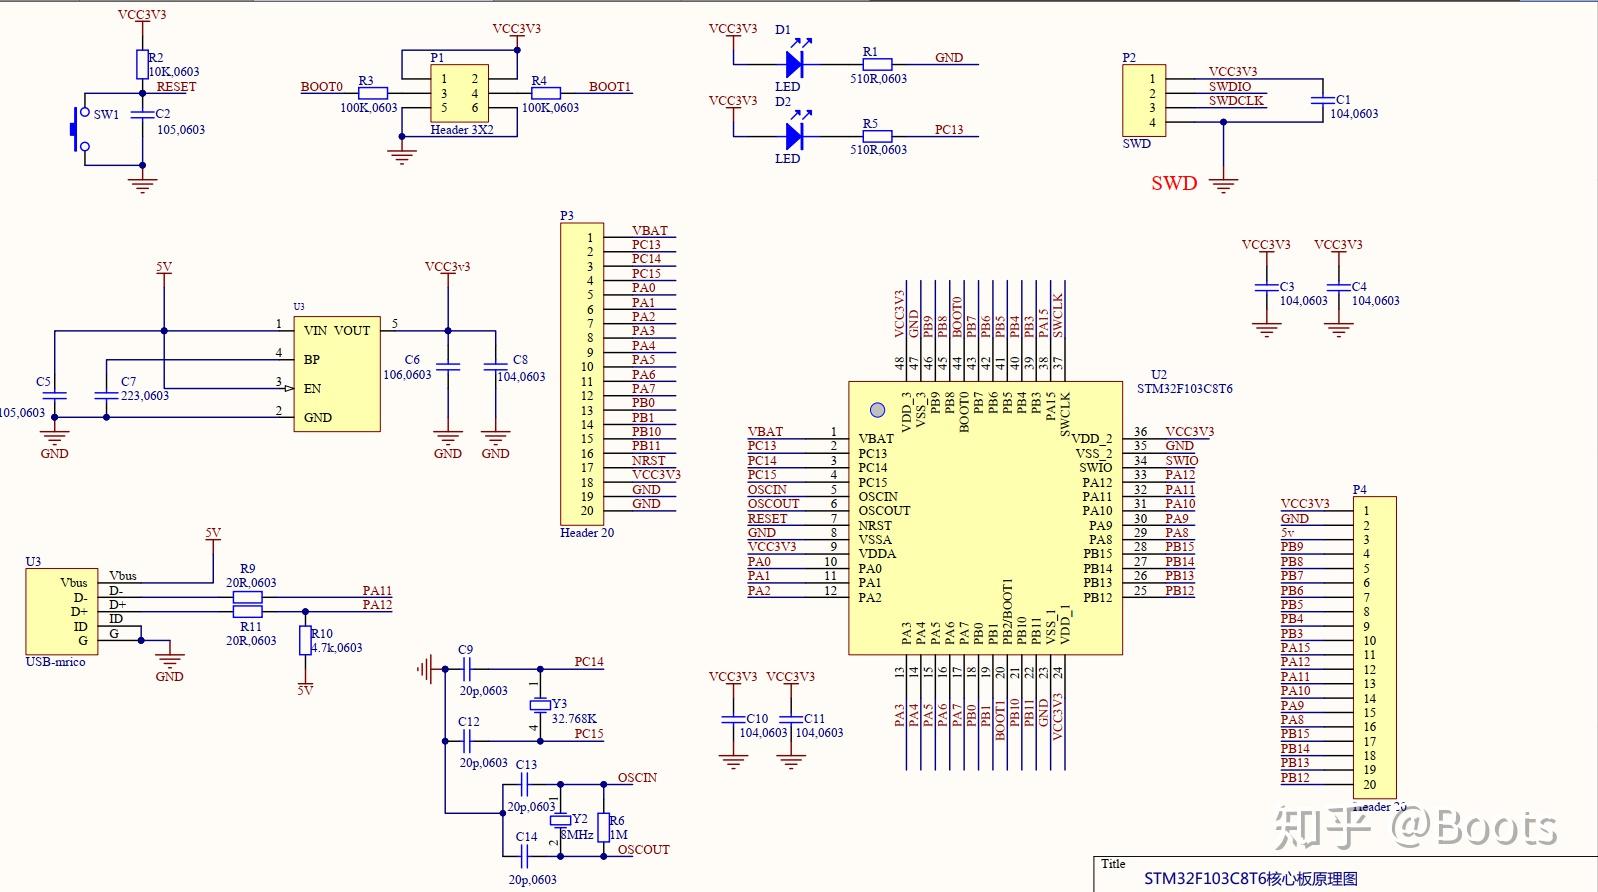 VCC3V3
R2
10K,0603
RESET
SW1
C2
105,0603
VCC3V3
P1
BOOT0
R3
100K,0603
1 2
3 4
5 6
Header 3X2
R4
100K,0603
BOOT1
VCC3V3
D1
LED
R1
510R,0603
GND
VCC3V3
D2
LED
R5
510R,0603
PC13
P2
1 VCC3V3
2 SWDIO
3 SWDCLK
4
SWD
C1
104,0603
SWD
5V
U3
1 VIN VOUT 5
4 BP
3 EN
2 GND
C5
105,0603
C7
223,0603
GND
VCC3v3
C6
106,0603
C8
104,0603
GND
GND
P3
1 VBAT
2 PC13
3 PC14
4 PC15
5 PA0
6 PA1
7 PA2
8 PA3
9 PA4
10 PA5
11 PA6
12 PA7
13 PB0
14 PB1
15 PB10
16 PB11
17 NRST
18 VCC3V3
19 GND
20 GND
Header 20
VCC3V3
C3
104,0603
VCC3V3
C4
104,0603
U2
STM32F103C8T6
VCC3V3 48 VDD_3
GND 47 VSS_3
PB9 46 PB9
PB8 45 PB8
BOOT0 44 BOOT0
PB7 43 PB7
PB6 42 PB6
PB5 41 PB5
PB4 40 PB4
PB3 39 PB3
PA15 38 PA15
SWCLK 37 SWCLK
VBAT 1 VBAT
PC13 2 PC13
PC14 3 PC14
PC15 4 PC15
OSCIN 5 OSCIN
OSCOUT 6 OSCOUT
RESET 7 NRST
GND 8 VSSA
VCC3V3 9 VDDA
PA0 10 PA0
PA1 11 PA1
PA2 12 PA2
VDD_2 36 VCC3V3
VSS_2 35 GND
SWIO 34 SWIO
PA12 33 PA12
PA11 32 PA11
PA10 31 PA10
PA9 30 PA9
PA8 29 PA8
PB15 28 PB15
PB14 27 PB14
PB13 26 PB13
PB12 25 PB12
PA3 13 PA3
PA4 14 PA4
PA5 15 PA5
PA6 16 PA6
PA7 17 PA7
PB0 18 PB0
PB1 19 PB1
PB2/BOOT1 20 BOOT1
PB10 21 PB10
PB11 22 PB11
VSS_1 23 GND
VDD_1 24 VCC3V3
P4
VCC3V3 1
GND 2
5v 3
PB9 4
PB8 5
PB7 6
PB6 7
PB5 8
PB4 9
PB3 10
PA15 11
PA12 12
PA11 13
PA10 14
PA9 15
PA8 16
PB15 17
PB14 18
PB13 19
PB12 20
Header 20
5V
U3
Vbus Vbus
D- D-
D+ D+
ID ID
G G
USB-mrico
GND
R9
20R,0603
PA11
PA12
R11
20R,0603
R10
4.7k,0603
5V
C9
20p,0603
PC14
1
Y3
32.768K
4
C12
20p,0603
PC15
C13
20p,0603
OSCIN
1
Y2
8MHz
2
R6
1M
C14
20p,0603
OSCOUT
VCC3V3
C10
104,0603
VCC3V3
C11
104,0603
知乎 @Boots
Title
STM32F103C8T6核心板原理图